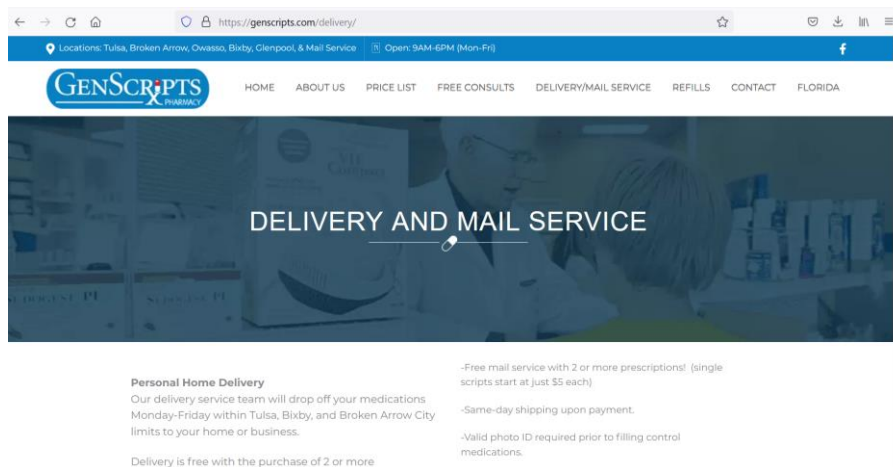 https://genscripts.com/delivery/
Locations: Tulsa, Broken Arrow, Owasso, Bixby, Glenpool, & Mail Service
Open: 9AM-6PM (Mon-Fri)
GENSCRIPTS
PHARMACY
HOME
ABOUT US
PRICE LIST
FREE CONSULTS
DELIVERY/MAIL SERVICE
REFILLS
CONTACT
FLORIDA
DELIVERY AND MAIL SERVICE
Personal Home Delivery
Our delivery service team will drop off your medications
Monday-Friday within Tulsa, Bixby, and Broken Arrow City
limits to your home or business.
Delivery is free with the purchase of 2 or more
-Free mail service with 2 or more prescriptions! (single
scripts start at just $5 each)
-Same-day shipping upon payment.
-Valid photo ID required prior to filling control
medications.